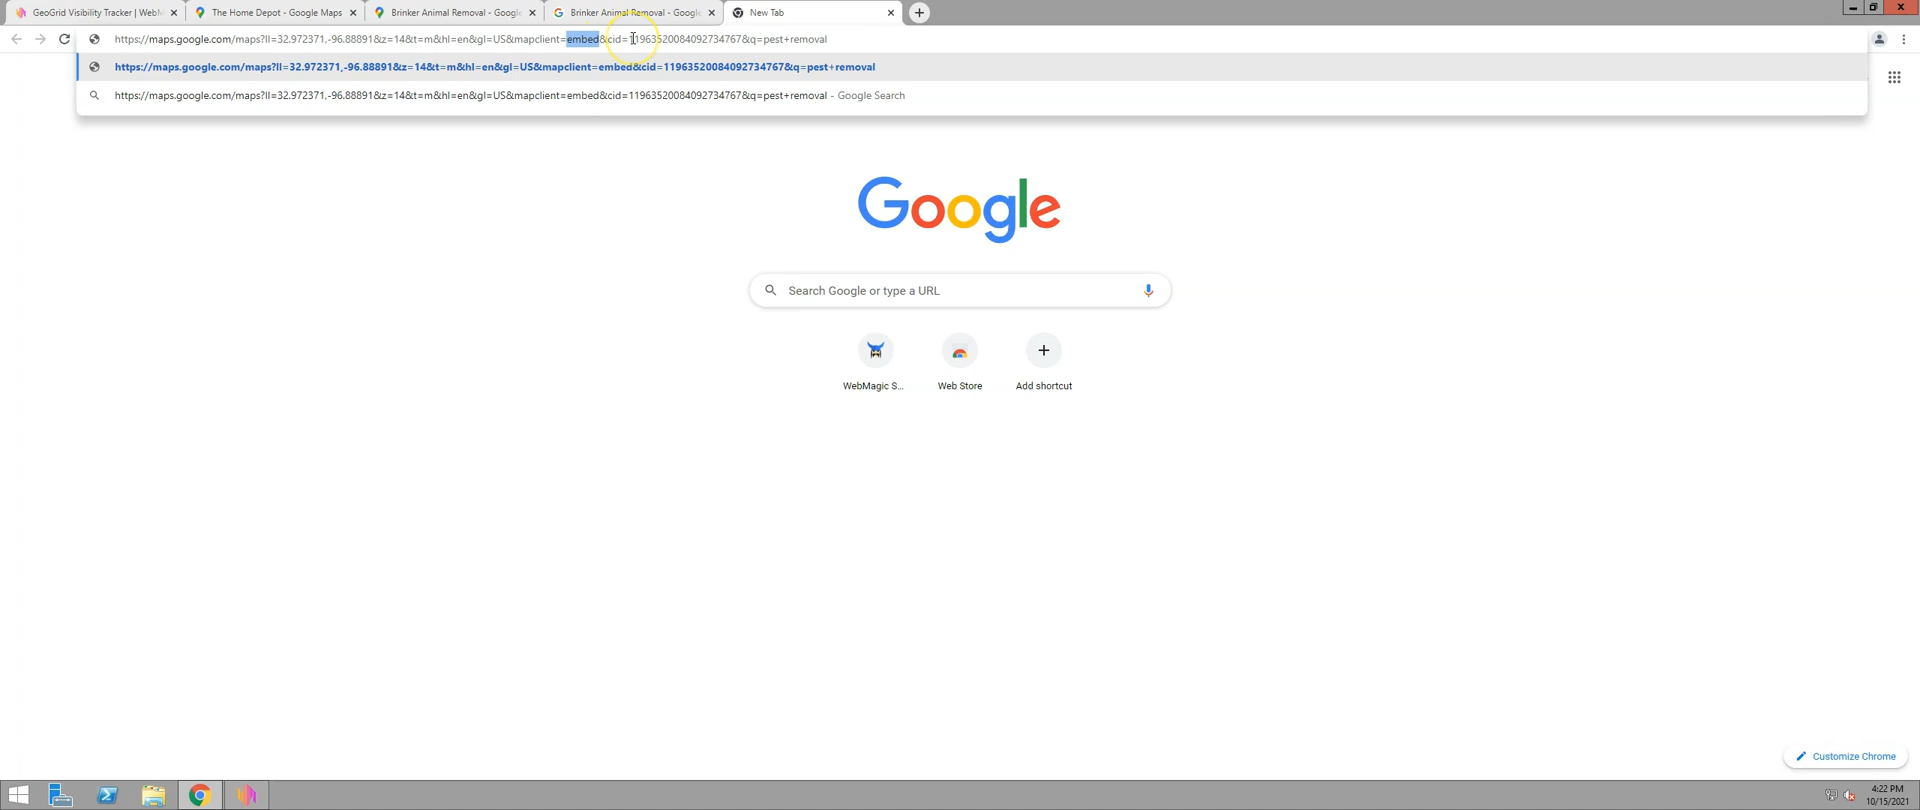 GeoGrid Visibility Tracker | WebM
The Home Depot - Google Maps
Brinker Animal Removal - Google
Brinker Animal Removal - Google
New Tab
https://maps.google.com/maps?ll=32.972371,-96.88891&z=14&t=m&hl=en&gl=US&mapclient=embed&cid=11963520084092734767&q=pest+removal
https://maps.google.com/maps?ll=32.972371,-96.88891&z=14&t=m&hl=en&gl=US&mapclient=embed&cid=11963520084092734767&q=pest+removal
https://maps.google.com/maps?ll=32.972371,-96.88891&z=14&t=m&hl=en&gl=US&mapclient=embed&cid=11963520084092734767&q=pest+removal - Google Search
Google
Search Google or type a URL
WebMagic S...
Web Store
Add shortcut
Customize Chrome
4:22 PM
10/15/2021